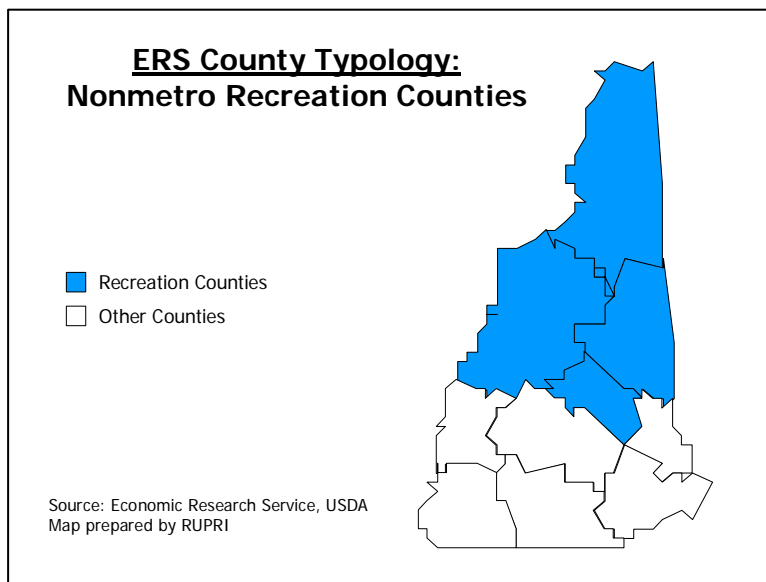 ERS County Typology:
Nonmetro Recreation Counties
Recreation Counties
Other Counties
Source: Economic Research Service, USDA
Map prepared by RUPRI